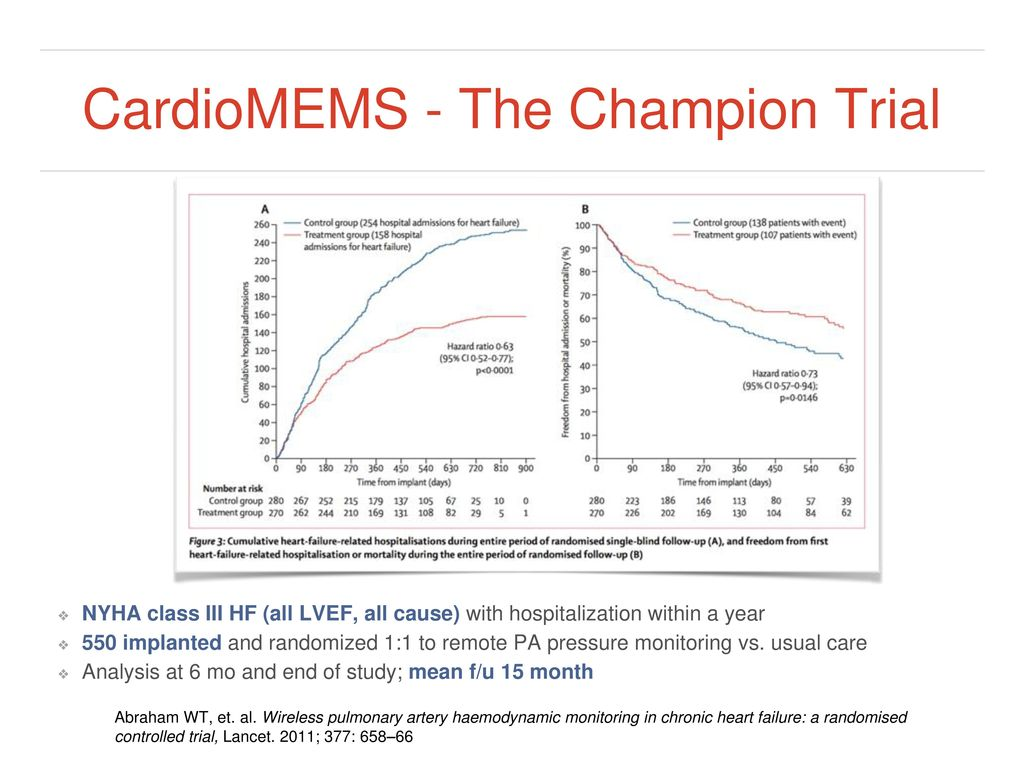 CardioMEMS - The Champion Trial
A
Control group (254 hospital admissions for heart failure)
Treatment group (158 hospital
admissions for heart failure)
260
240
220
200
180
160
140
120
100
80
60
40
20
0
Cumulative hospital admissions
Hazard ratio 0·63
(95% CI 0·52–0·77);
p<0·0001
0 90 180 270 360 450 540 630 720 810 900
Time from implant (days)
Number at risk
Control group 280 267 252 215 179 137 105 67 25 10 0
Treatment group 270 262 244 210 169 131 108 82 29 5 1
B
Control group (138 patients with event)
Treatment group (107 patients with event)
100
90
80
70
60
50
40
30
20
10
0
Freedom from hospital admission or mortality (%)
Hazard ratio 0·73
(95% CI 0·57–0·94);
p=0·0146
0 90 180 270 360 450 540 630
Time from implant (days)
280 223 186 146 113 80 57 39
270 226 202 169 130 104 84 62
Figure 3: Cumulative heart-failure-related hospitalisations during entire period of randomised single-blind follow-up (A), and freedom from first
heart-failure-related hospitalisation or mortality during the entire period of randomised follow-up (B)
NYHA class III HF (all LVEF, all cause) with hospitalization within a year
550 implanted and randomized 1:1 to remote PA pressure monitoring vs. usual care
Analysis at 6 mo and end of study; mean f/u 15 month
Abraham WT, et. al. Wireless pulmonary artery haemodynamic monitoring in chronic heart failure: a randomised
controlled trial, Lancet. 2011; 377: 658–66